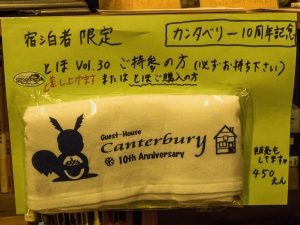 宿泊者 限定
カンタベリー 10周年記念
とほ Vol.30 ご持参の方 (必ずお持ち下さい)
差し上げます または とほご購入の方
Guest-House
Canterbury
10th Anniversary
販売も
してます。
450
えん